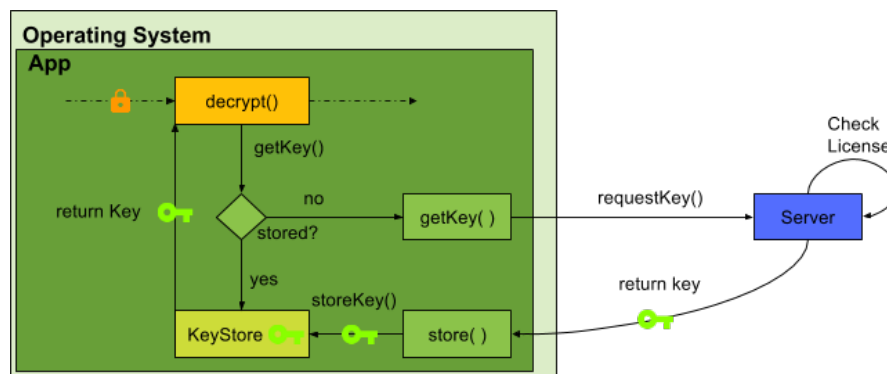 Operating System
App
decrypt()
getKey()
Check
License
return Key
no
requestKey()
stored?
getKey( )
Server
yes
storeKey()
return key
KeyStore
store( )